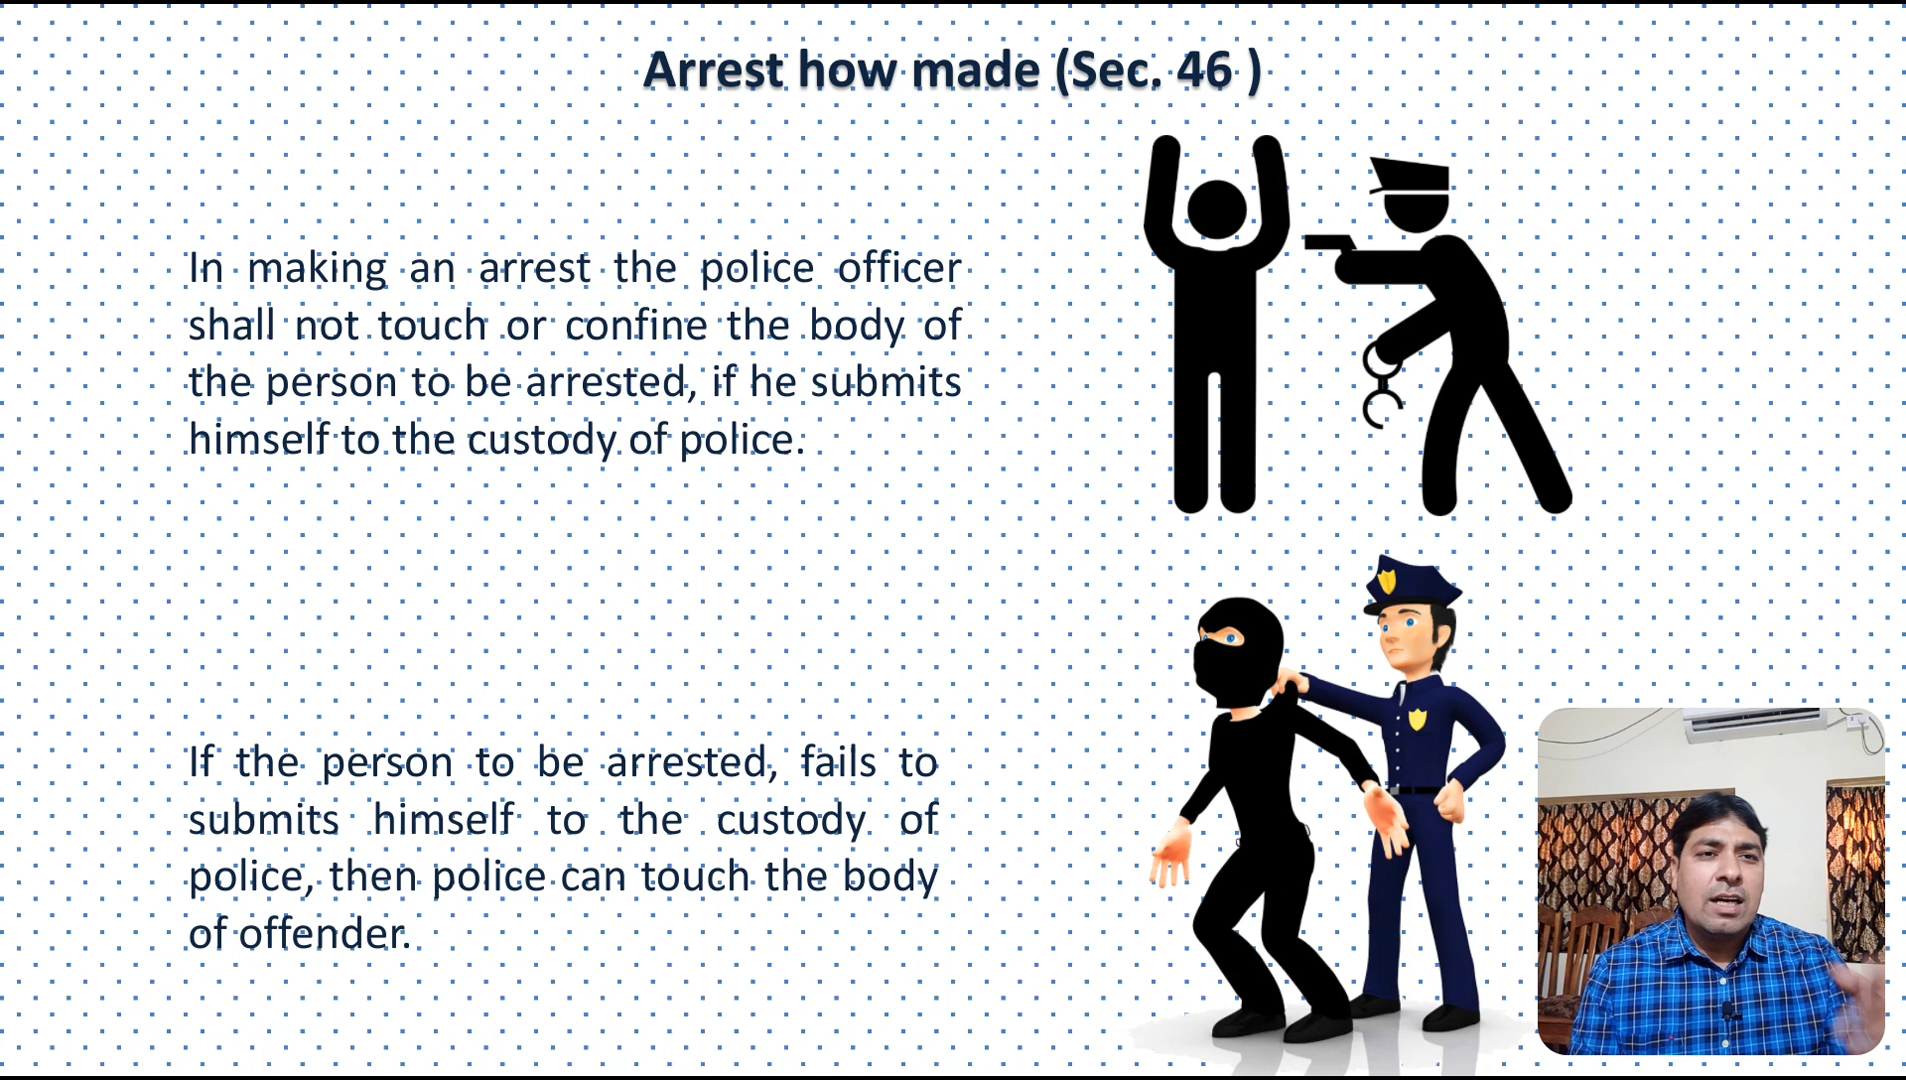 Arrest how made (Sec. 46 )
In making an arrest the police officer
shall not touch or confine the body of
the person to be arrested, if he submits
himself to the custody of police.
If the person to be arrested, fails to
submits himself to the custody of
police, then police can touch the body
of offender.